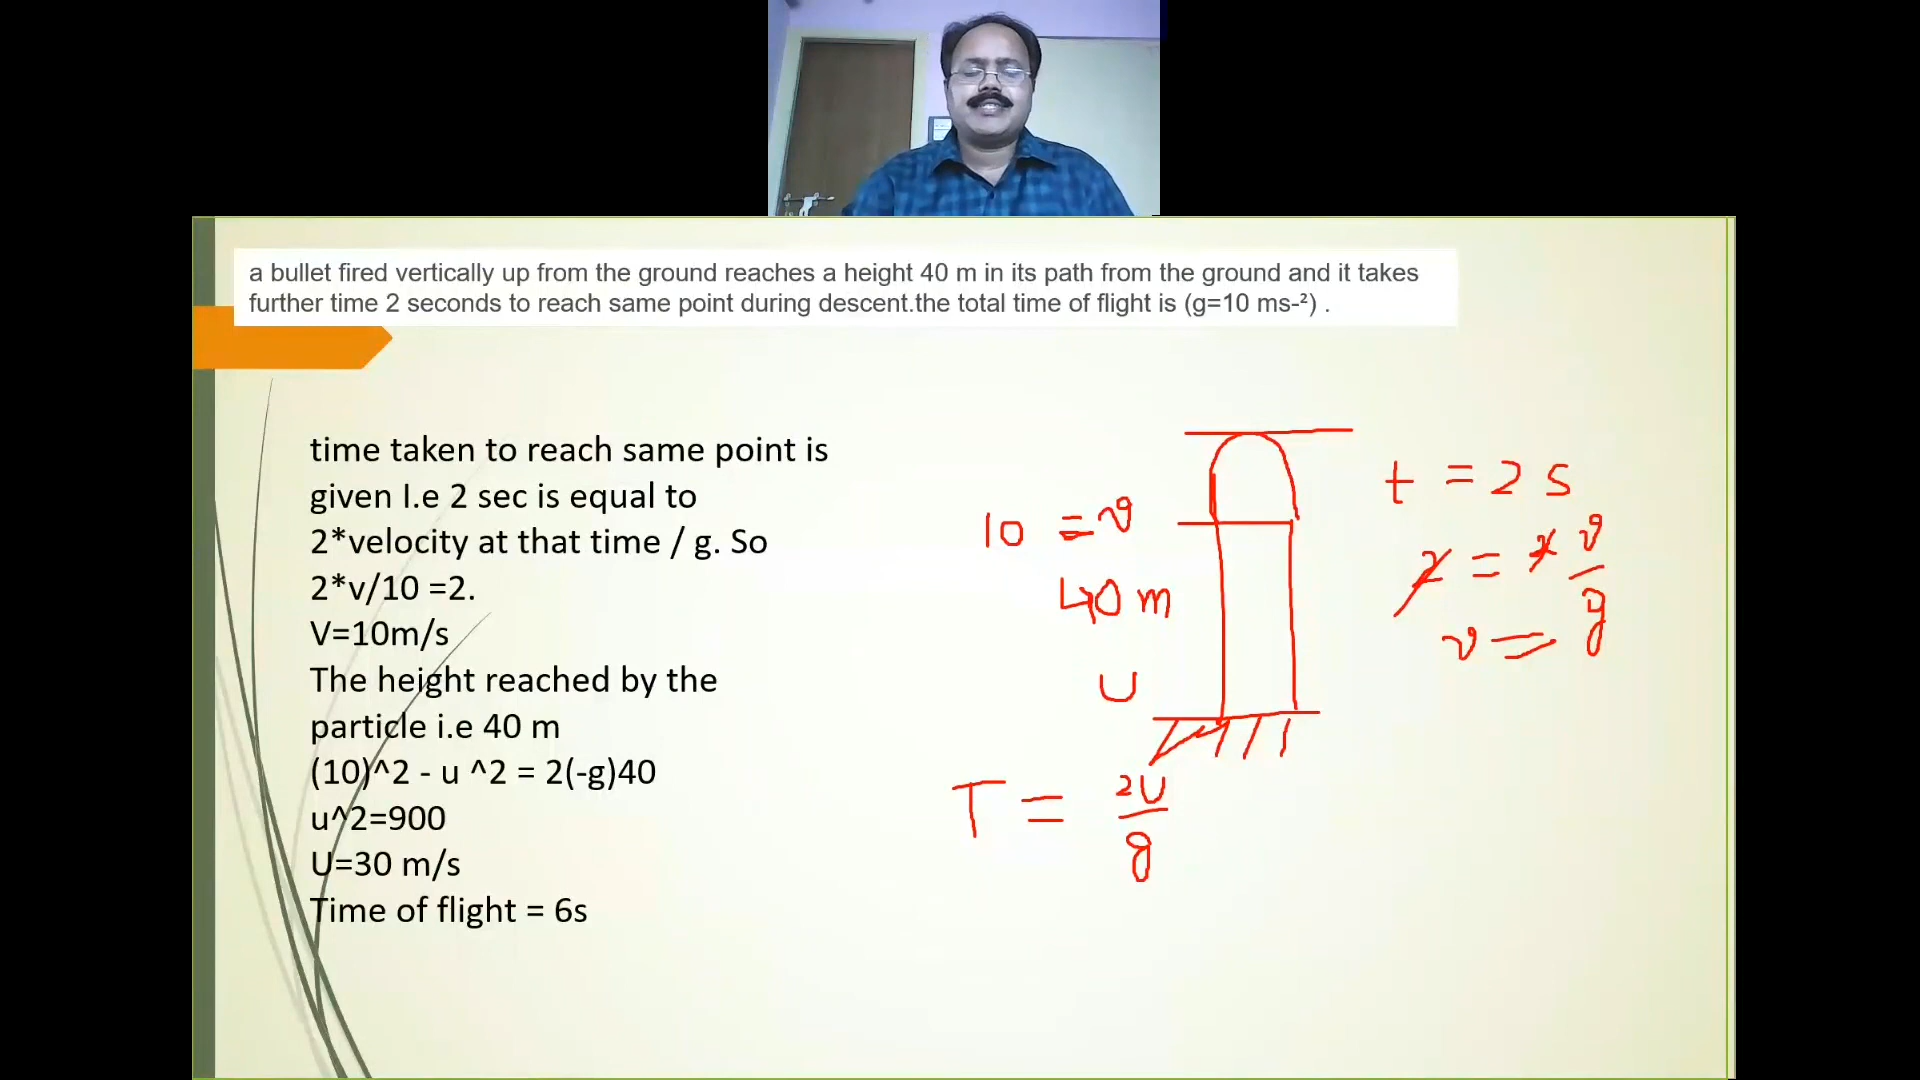 a bullet fired vertically up from the ground reaches a height 40 m in its path from the ground and it takes
further time 2 seconds to reach same point during descent.the total time of flight is (g=10 ms-²) .
time taken to reach same point is
given I.e 2 sec is equal to
2*velocity at that time / g. So
2*v/10 =2.
V=10m/s
The height reached by the
particle i.e 40 m
(10)^2 - u ^2 = 2(-g)40
u^2=900
U=30 m/s
Time of flight = 6s
10 = v
40 m
U
T = 2U/g
t = 2 s
2 = 2 v/g
v =